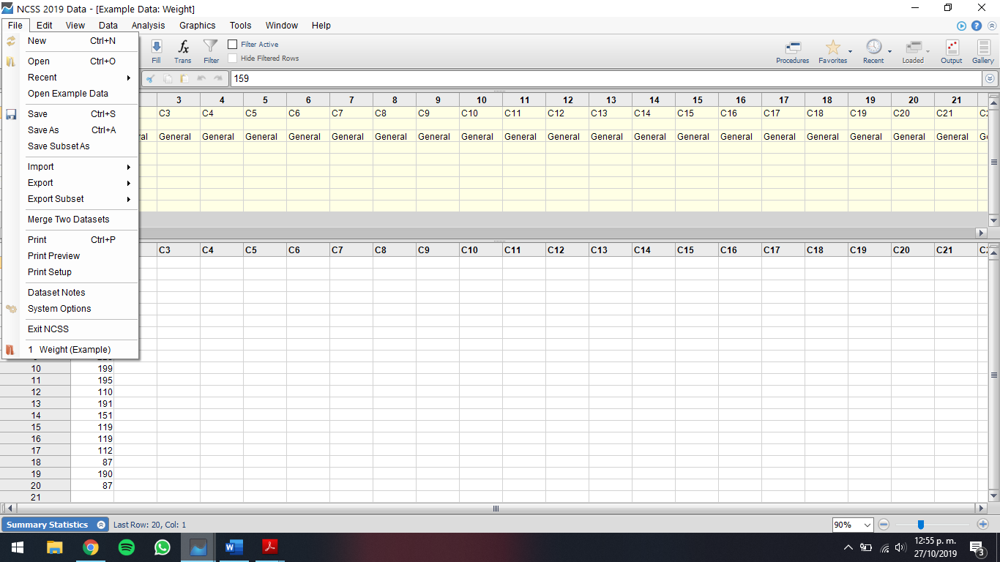 NCSS 2019 Data - [Example Data: Weight]
File Edit View Data Analysis Graphics Tools Window Help
New Ctrl+N
Open Ctrl+O
Recent
Open Example Data
Save Ctrl+S
Save As Ctrl+A
Save Subset As
Import
Export
Export Subset
Merge Two Datasets
Print Ctrl+P
Print Preview
Print Setup
Dataset Notes
System Options
Exit NCSS
1 Weight (Example)
Fill Trans Filter
Filter Active
Hide Filtered Rows
Procedures Favorites Recent Loaded Output Gallery
159
3 4 5 6 7 8 9 10 11 12 13 14 15 16 17 18 19 20 21
C3 C4 C5 C6 C7 C8 C9 C10 C11 C12 C13 C14 C15 C16 C17 C18 C19 C20 C21
General General General General General General General General General General General General General General General General General General General
C3 C4 C5 C6 C7 C8 C9 C10 C11 C12 C13 C14 C15 C16 C17 C18 C19 C20 C21
10 199
11 195
12 110
13 191
14 151
15 119
16 119
17 112
18 87
19 190
20 87
21
Summary Statistics Last Row: 20, Col: 1 90%
12:55 p. m.
27/10/2019
3